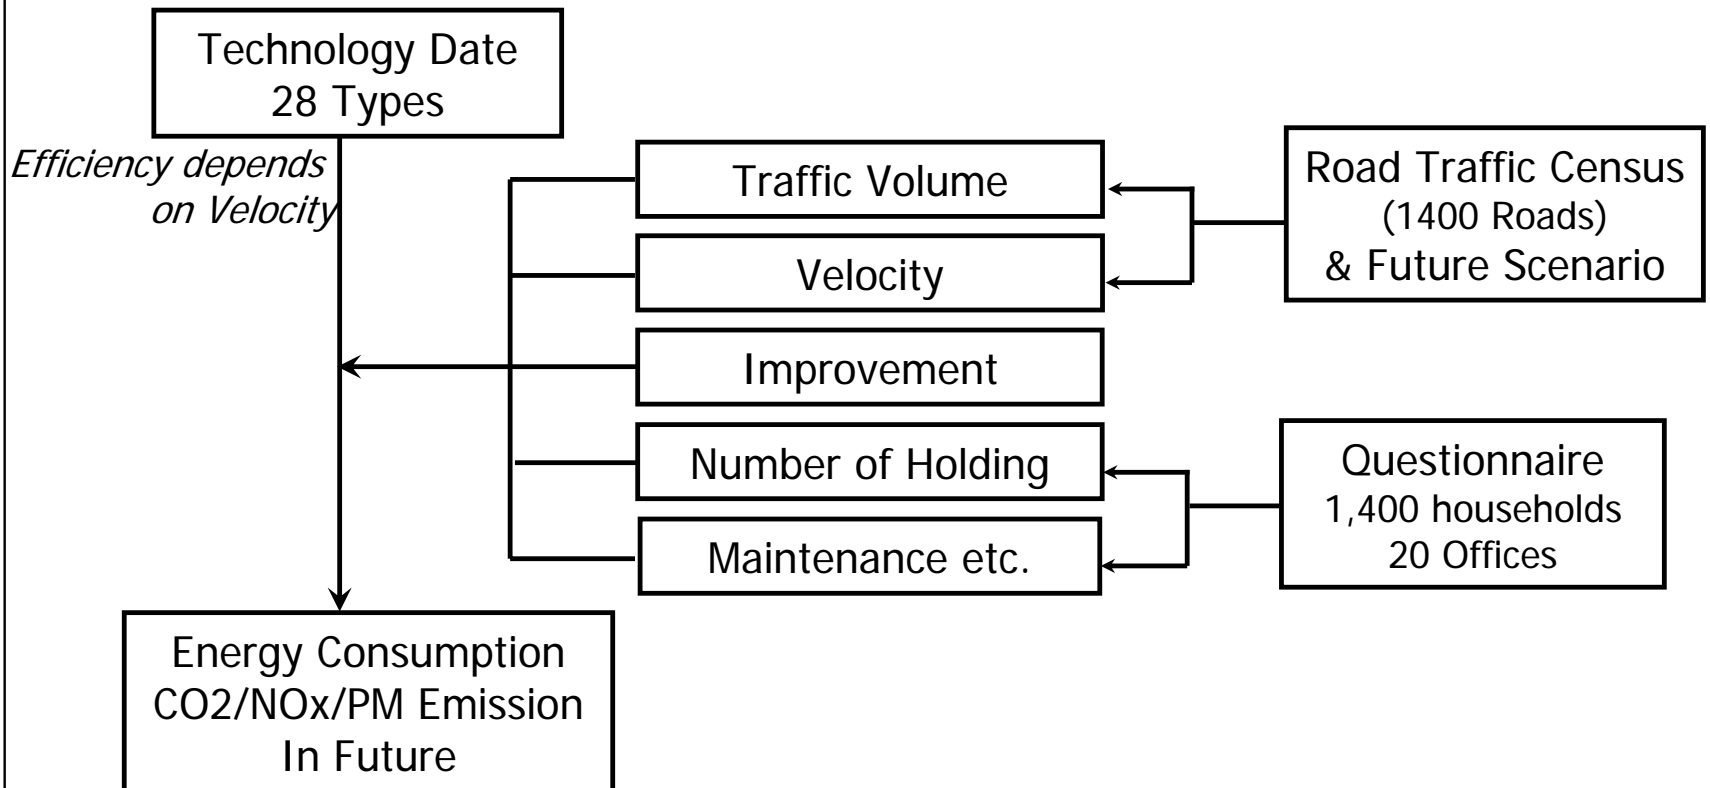 Technology Date
28 Types
Efficiency depends
on Velocity
Traffic Volume
Velocity
Improvement
Number of Holding
Maintenance etc.
Road Traffic Census
(1400 Roads)
& Future Scenario
Questionnaire
1,400 households
20 Offices
Energy Consumption
CO2/NOx/PM Emission
In Future